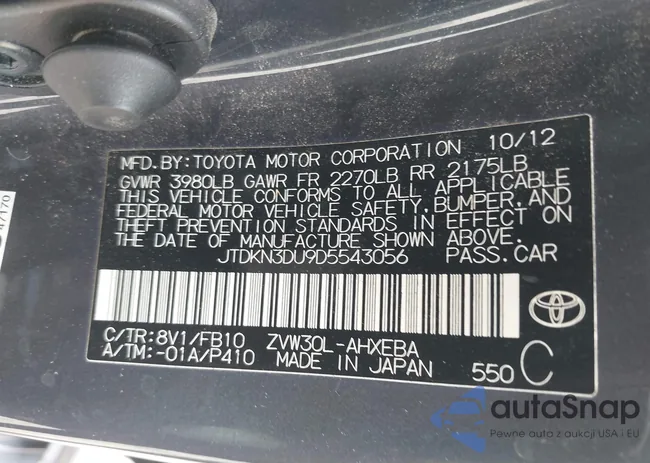 MFD.BY:TOYOTA MOTOR CORPORATION 10/12
GVWR 3980LB GAWR FR 2270LB RR 2175LB
THIS VEHICLE CONFORMS TO ALL APPLICABLE
FEDERAL MOTOR VEHICLE SAFETY, BUMPER, AND
THEFT PREVENTION STANDARDS IN EFFECT ON
THE DATE OF MANUFACTURE SHOWN ABOVE.
JTDKN3DU9D5543056 PASS.CAR
C/TR:8V1/FB10 ZVW30L-AHXEBA
A/TM:-01A/P410 MADE IN JAPAN 550 C
autaSnap
Pewne auto z aukcji USA i EU